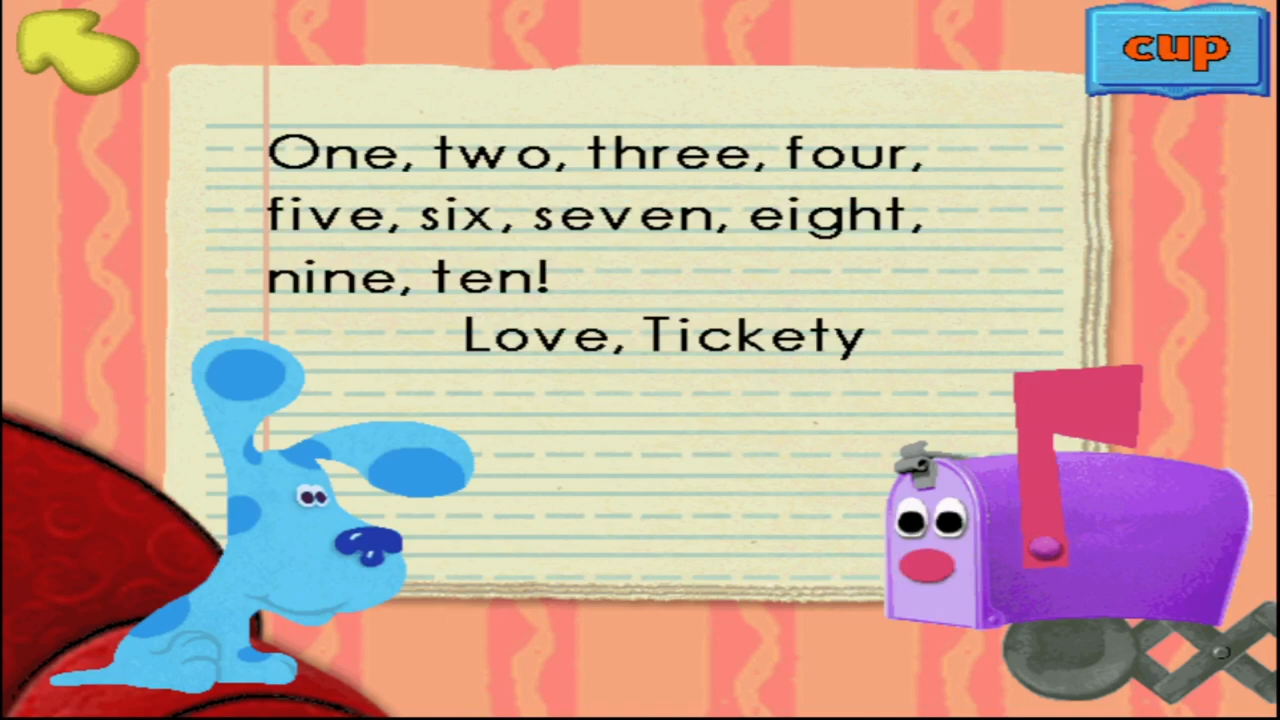 cup
One, two, three, four,
five, six, seven, eight,
nine, ten!
Love, Tickety